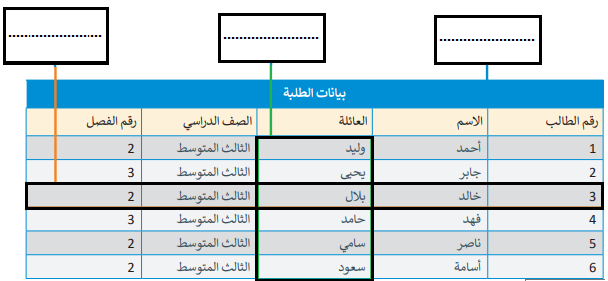 ........................ ........................ ........................
بيانات الطلبة
رقم الطالب الاسم العائلة الصف الدراسي رقم الفصل
1 أحمد وليد الثالث المتوسط 2
2 جابر يحيى الثالث المتوسط 3
3 خالد بلال الثالث المتوسط 2
4 فهد حامد الثالث المتوسط 3
5 ناصر سامي الثالث المتوسط 2
6 أسامة سعود الثالث المتوسط 2